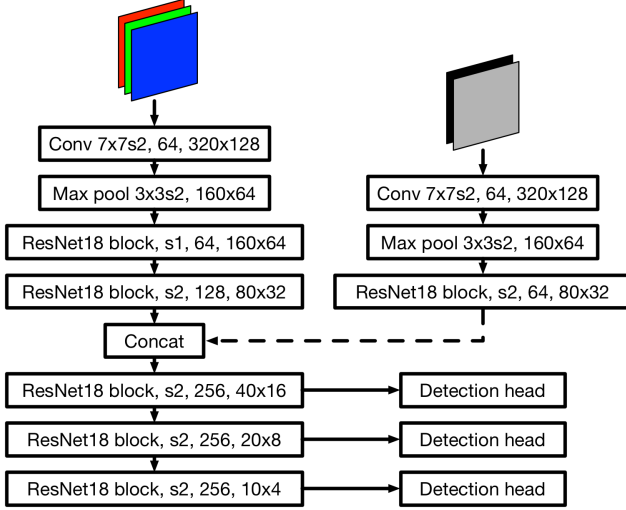 Conv 7x7s2, 64, 320x128
Max pool 3x3s2, 160x64
ResNet18 block, s1, 64, 160x64
ResNet18 block, s2, 128, 80x32
Conv 7x7s2, 64, 320x128
Max pool 3x3s2, 160x64
ResNet18 block, s2, 64, 80x32
Concat
ResNet18 block, s2, 256, 40x16
Detection head
ResNet18 block, s2, 256, 20x8
Detection head
ResNet18 block, s2, 256, 10x4
Detection head